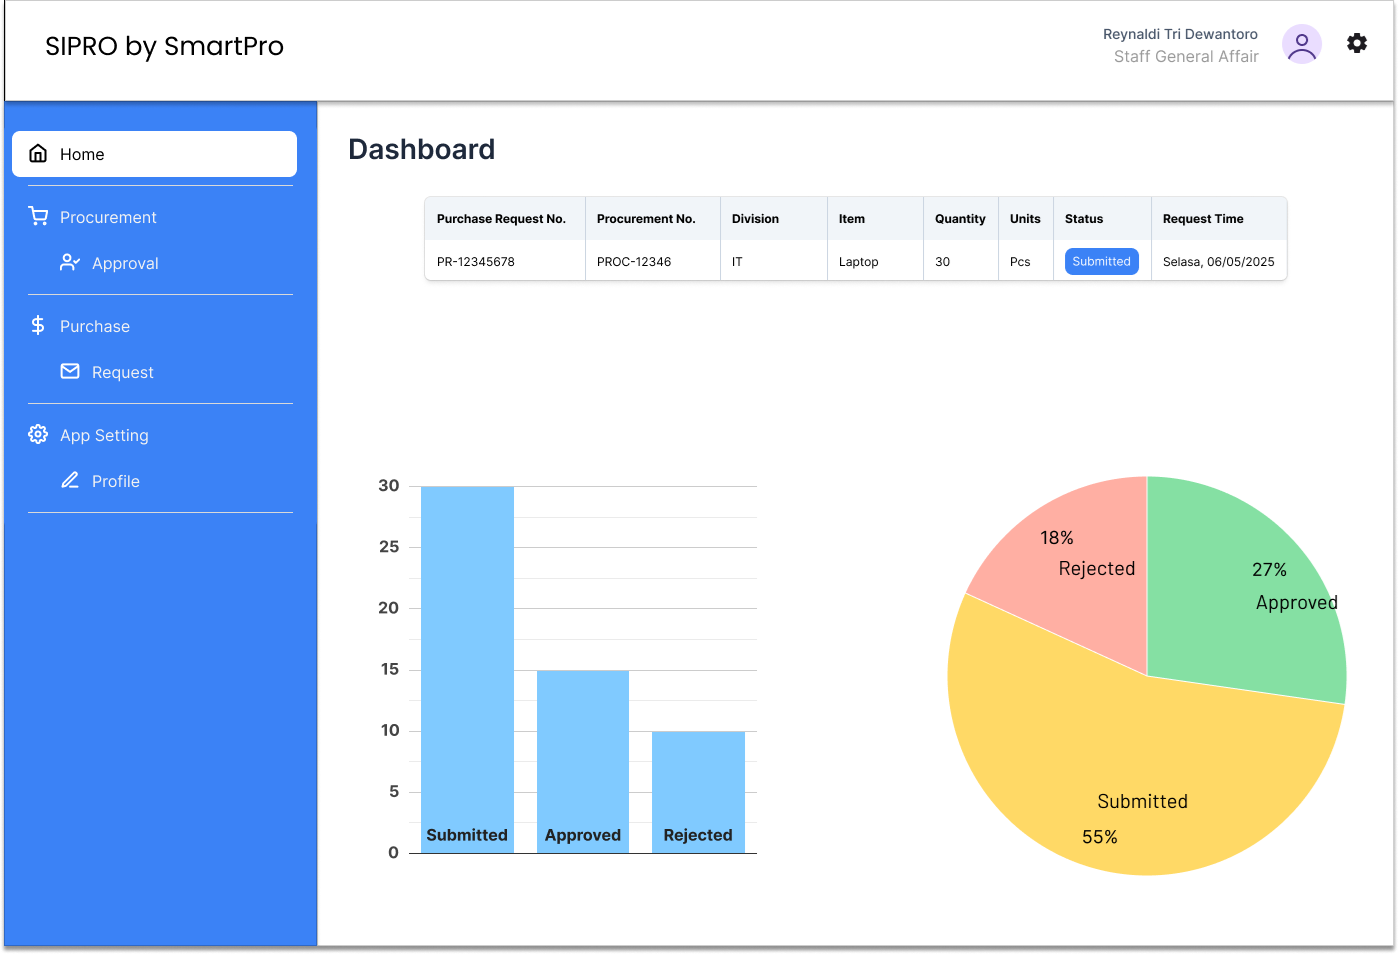 SIPRO by SmartPro
Reynaldi Tri Dewantoro
Staff General Affair
Home
Procurement
Approval
Purchase
Request
App Setting
Profile
Dashboard
Purchase Request No. Procurement No. Division Item Quantity Units Status Request Time
PR-12345678 PROC-12346 IT Laptop 30 Pcs Submitted Selasa, 06/05/2025
30
25
20
15
10
5
0
Submitted Approved Rejected
18%
Rejected
27%
Approved
Submitted
55%